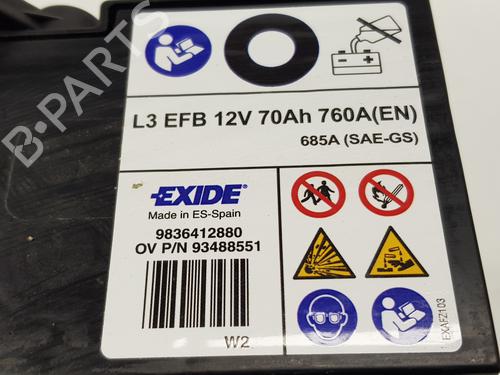 L3 EFB 12V 70Ah 760A(EN)
685A (SAE-GS)
EXIDE
Made in ES-Spain
9836412880
OV P/N 93488551
W2
EXAFZ103
B-PARTS